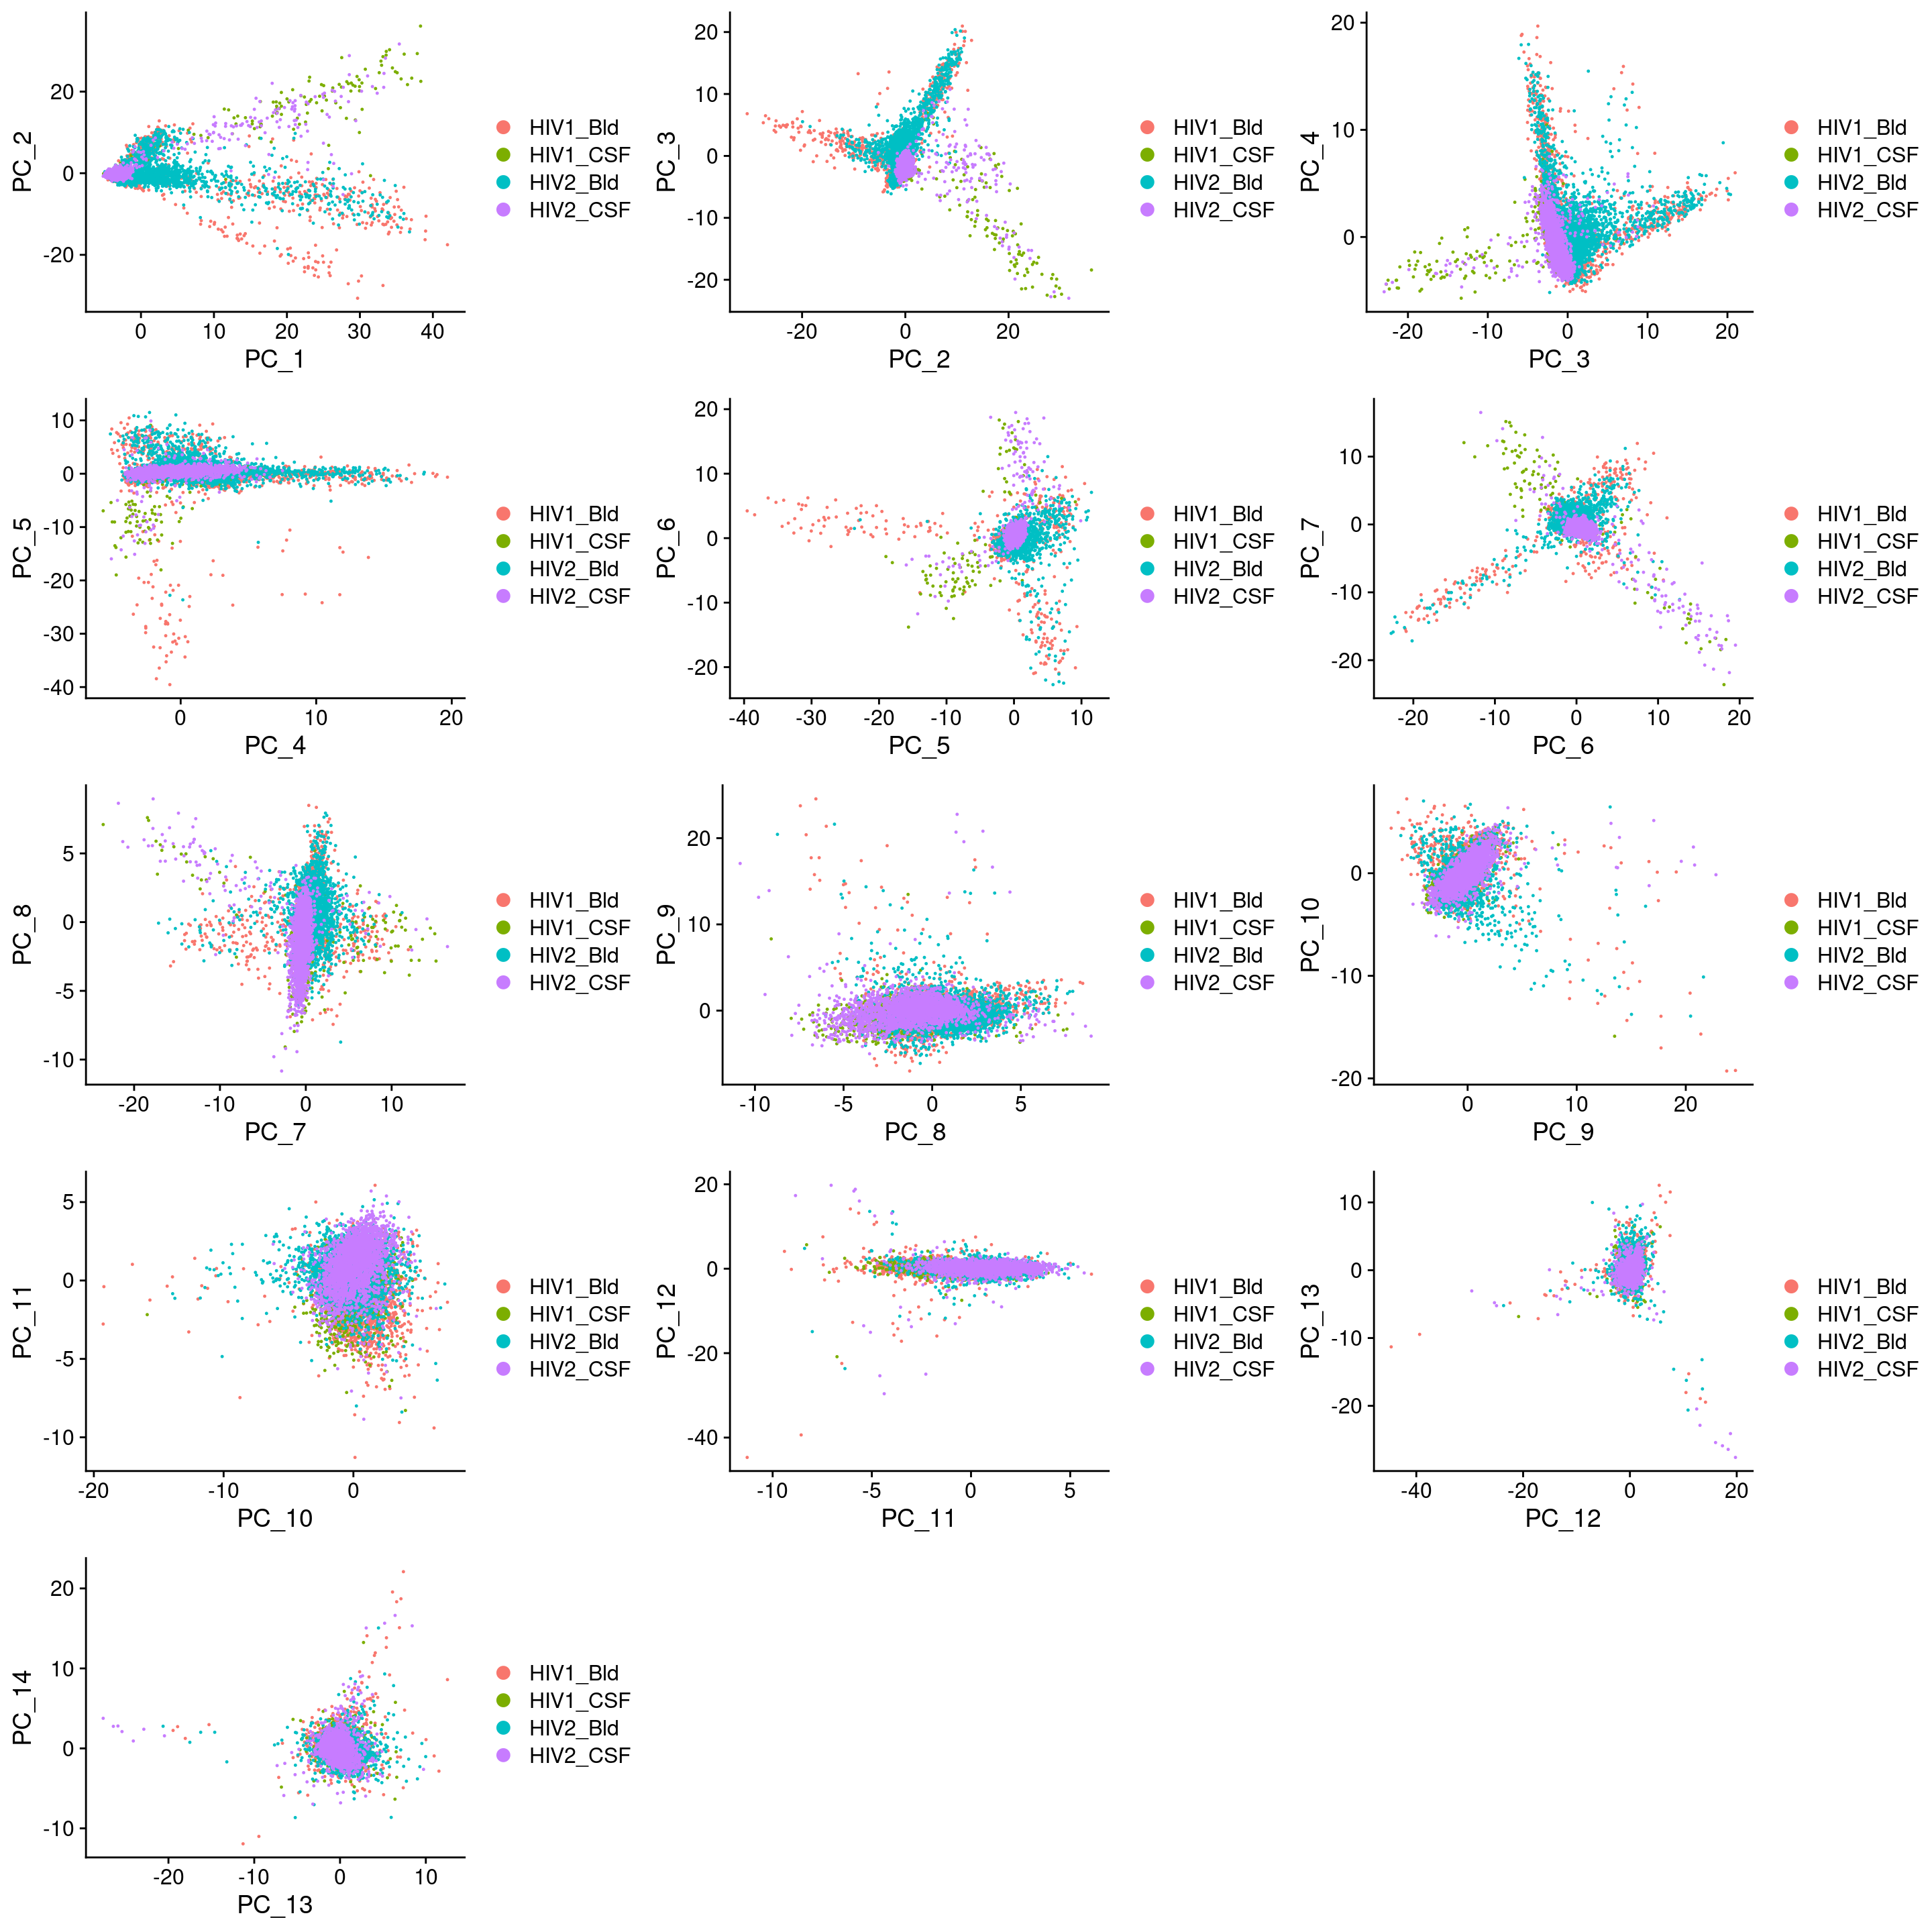 PC_2
20
0
-20
0
10
20
30
40
PC_1
HIV1_Bld
HIV1_CSF
HIV2_Bld
HIV2_CSF
PC_3
20
10
0
-10
-20
-20
0
20
PC_2
HIV1_Bld
HIV1_CSF
HIV2_Bld
HIV2_CSF
PC_4
20
10
0
-20
-10
0
10
20
PC_3
HIV1_Bld
HIV1_CSF
HIV2_Bld
HIV2_CSF
PC_5
10
0
-10
-20
-30
-40
0
10
20
PC_4
HIV1_Bld
HIV1_CSF
HIV2_Bld
HIV2_CSF
PC_6
20
10
0
-10
-20
-40
-30
-20
-10
0
10
PC_5
HIV1_Bld
HIV1_CSF
HIV2_Bld
HIV2_CSF
PC_7
10
0
-10
-20
-20
-10
0
10
20
PC_6
HIV1_Bld
HIV1_CSF
HIV2_Bld
HIV2_CSF
PC_8
5
0
-5
-10
-20
-10
0
10
PC_7
HIV1_Bld
HIV1_CSF
HIV2_Bld
HIV2_CSF
PC_9
20
10
0
-10
-5
0
5
PC_8
HIV1_Bld
HIV1_CSF
HIV2_Bld
HIV2_CSF
PC_10
0
-10
-20
0
10
20
PC_9
HIV1_Bld
HIV1_CSF
HIV2_Bld
HIV2_CSF
PC_11
5
0
-5
-10
-20
-10
0
PC_10
HIV1_Bld
HIV1_CSF
HIV2_Bld
HIV2_CSF
PC_12
20
0
-20
-40
-10
-5
0
5
PC_11
HIV1_Bld
HIV1_CSF
HIV2_Bld
HIV2_CSF
PC_13
10
0
-10
-20
-40
-20
0
20
PC_12
HIV1_Bld
HIV1_CSF
HIV2_Bld
HIV2_CSF
PC_14
20
10
0
-10
-20
-10
0
10
PC_13
HIV1_Bld
HIV1_CSF
HIV2_Bld
HIV2_CSF